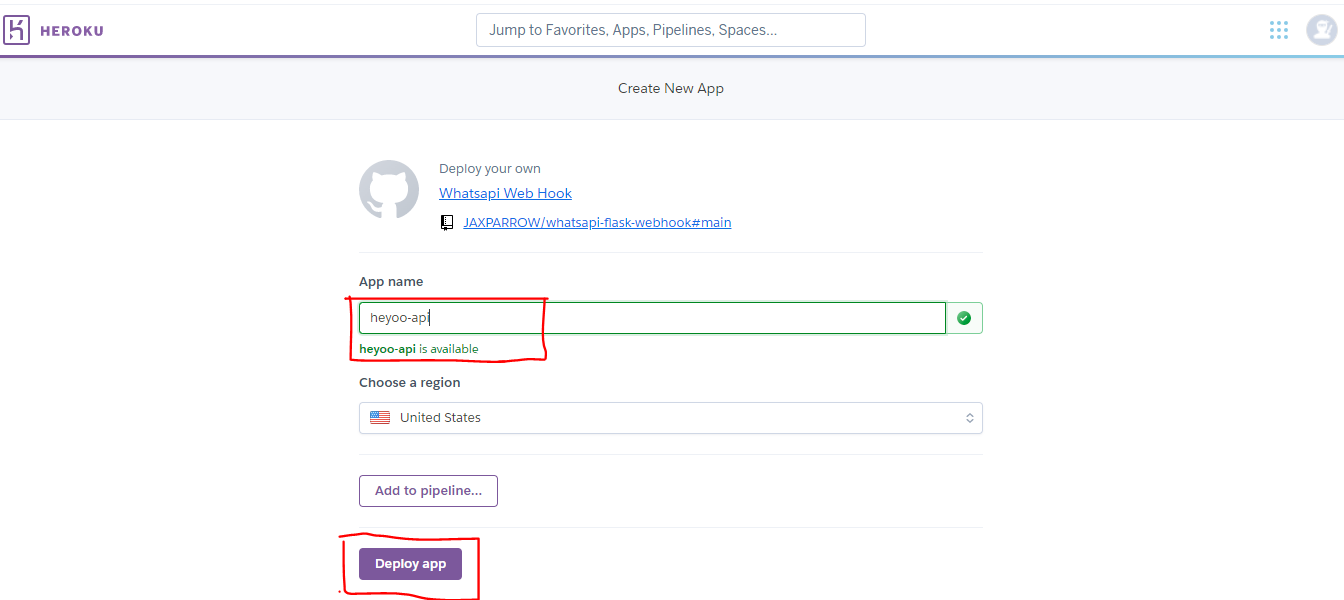 HEROKU
Jump to Favorites, Apps, Pipelines, Spaces...
Create New App
Deploy your own
Whatsapi Web Hook
JAXPARROW/whatsapi-flask-webhook#main
App name
heyoo-api
heyoo-api is available
Choose a region
United States
Add to pipeline...
Deploy app